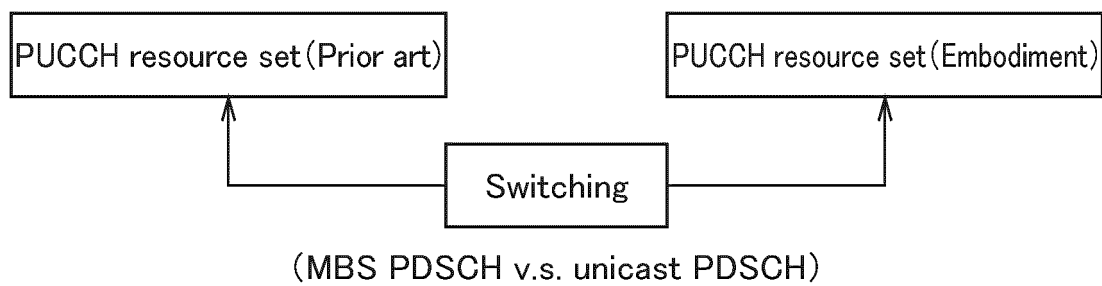 PUCCH resource set(Prior art)
PUCCH resource set(Embodiment)
Switching
(MBS PDSCH v.s. unicast PDSCH)